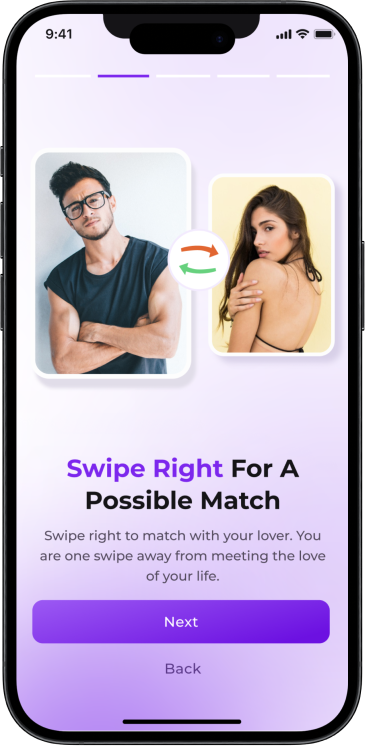 9:41
Swipe Right For A
Possible Match
Swipe right to match with your lover. You
are one swipe away from meeting the love
of your life.
Next
Back